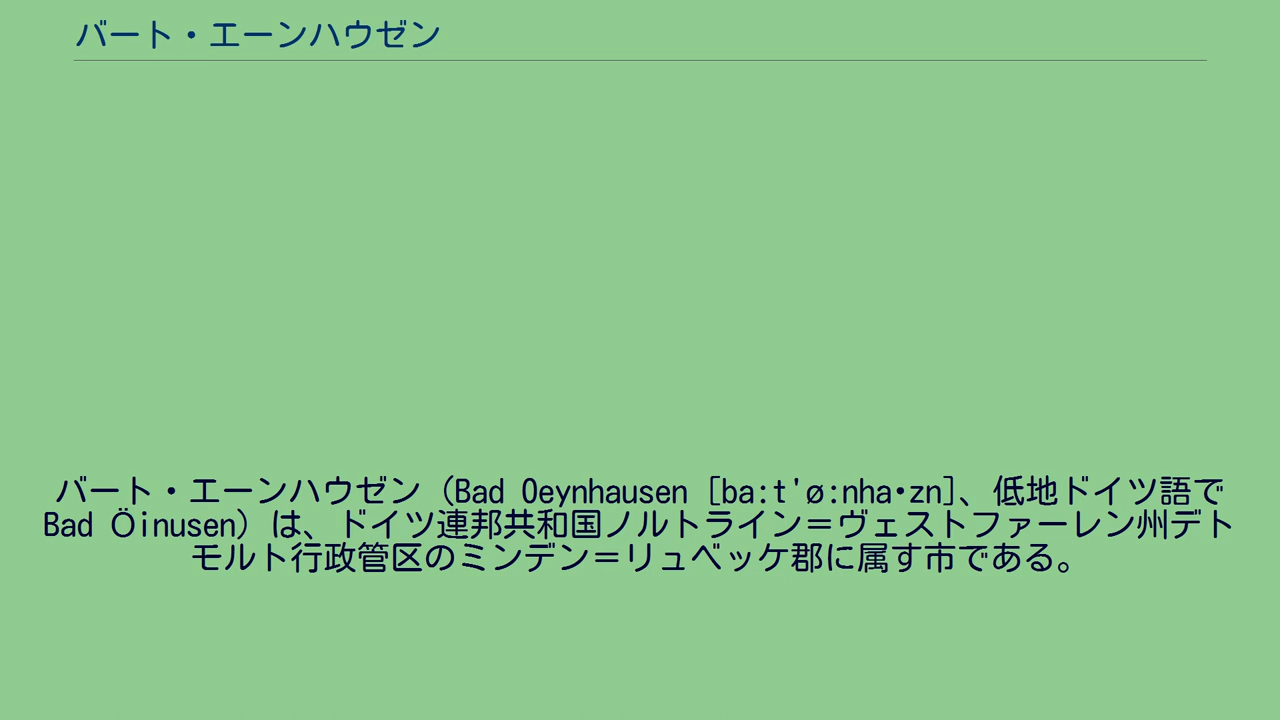 バート・エーンハウゼン
バート・エーンハウゼン（Bad Oeynhausen [ba:t'ø:nha•zn]、低地ドイツ語で
Bad Öinusen）は、ドイツ連邦共和国ノルトライン＝ヴェストファーレン州デト
モルト行政管区のミンデン＝リュベッケ郡に属す市である。